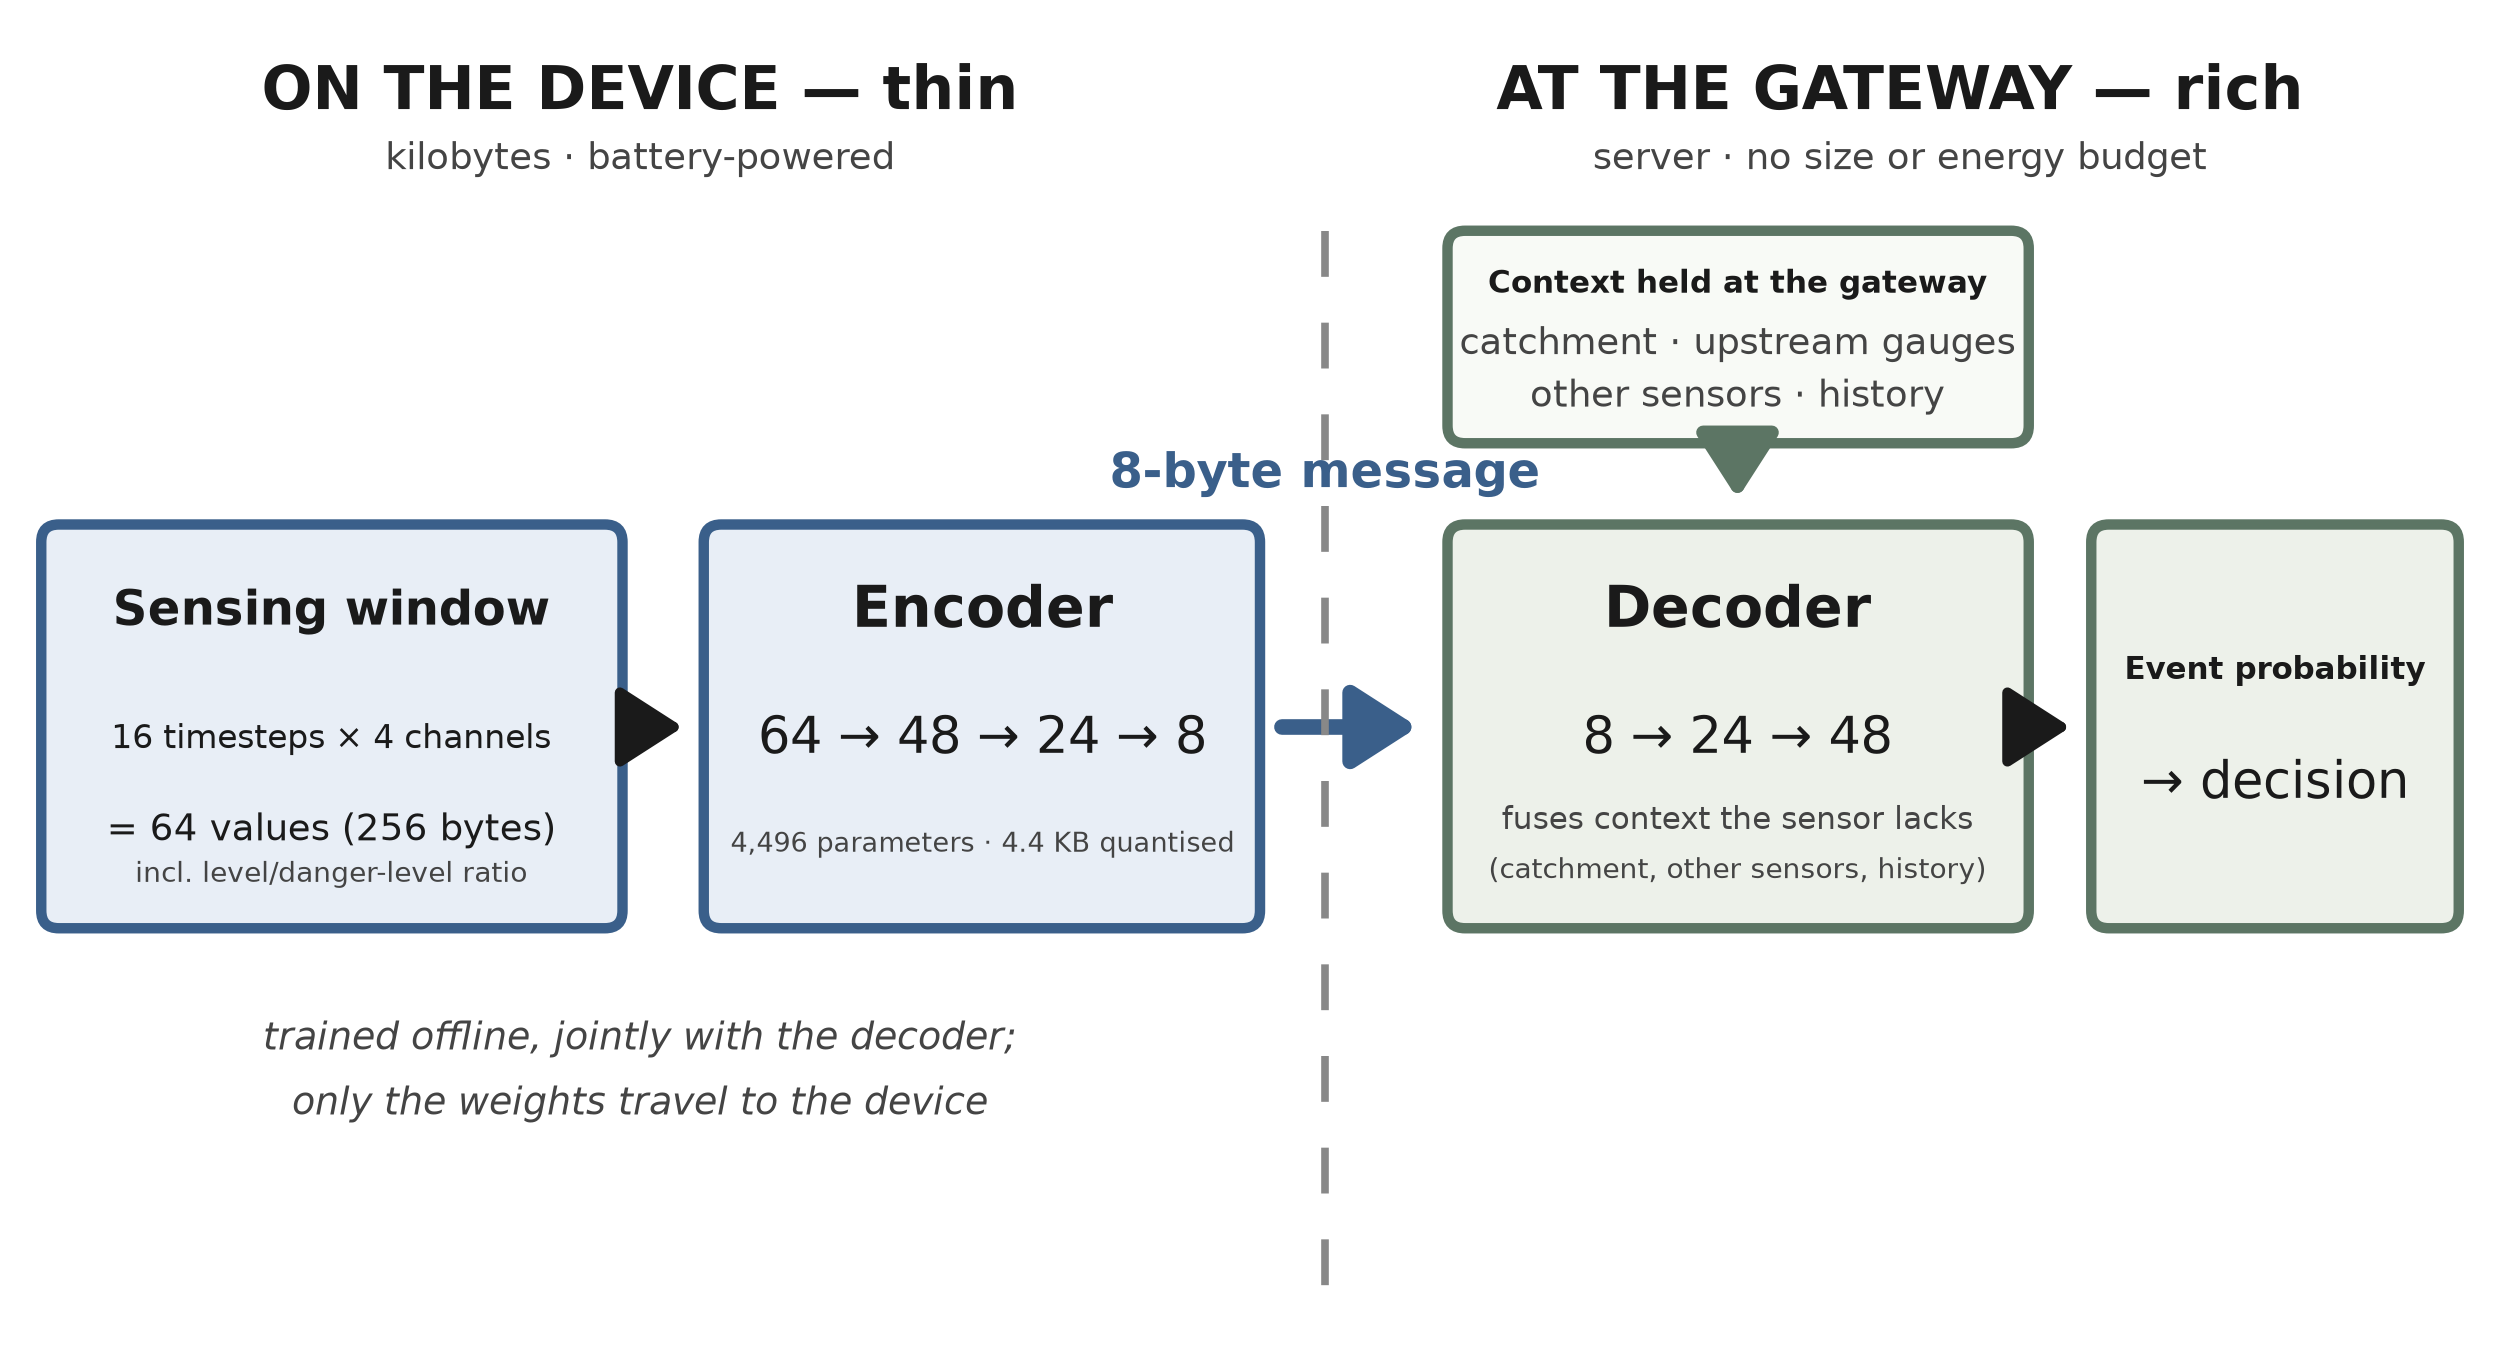 ON THE DEVICE — thin
kilobytes · battery-powered
AT THE GATEWAY — rich
server · no size or energy budget
Context held at the gateway
catchment · upstream gauges
other sensors · history
8-byte message
Sensing window
16 timesteps × 4 channels
= 64 values (256 bytes)
incl. level/danger-level ratio
Encoder
64 → 48 → 24 → 8
4,496 parameters · 4.4 KB quantised
Decoder
8 → 24 → 48
fuses context the sensor lacks
(catchment, other sensors, history)
Event probability
→ decision
trained offline, jointly with the decoder;
only the weights travel to the device